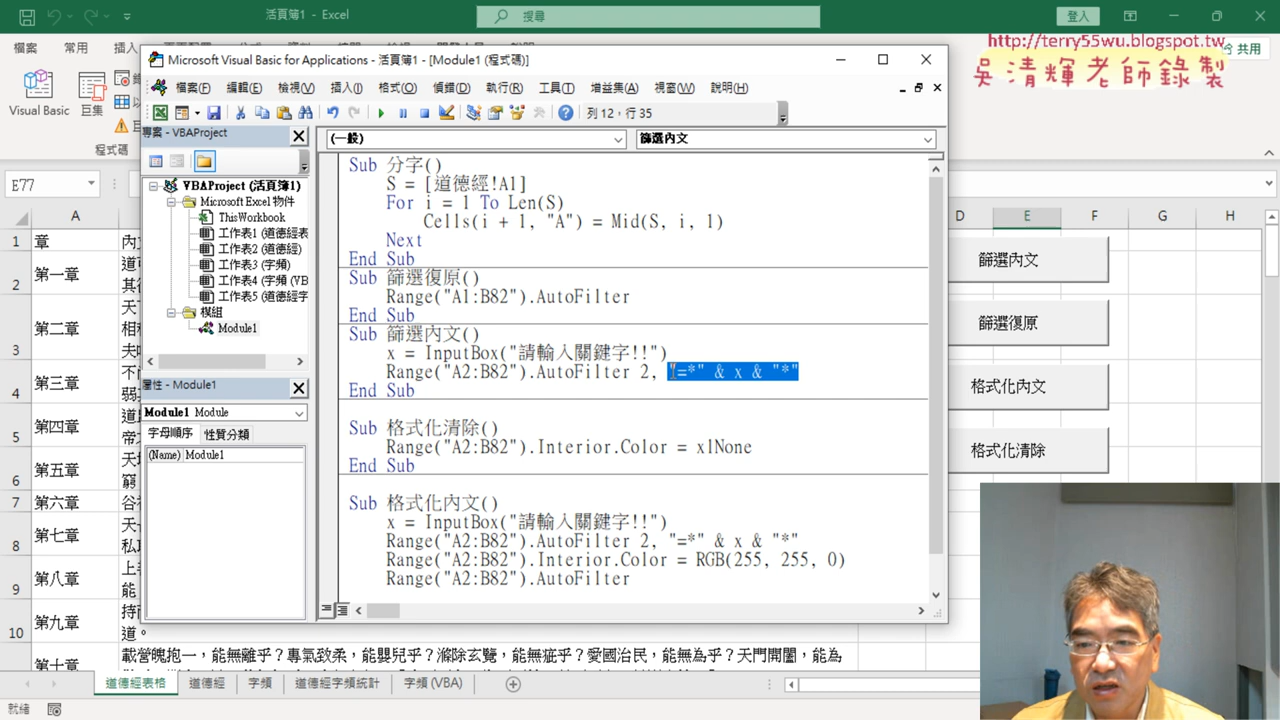 活頁簿1 - Excel
搜尋
登入
檔案
常用
插入
共用
http://terry55wu.blogspot.tw
吳清輝老師錄製
Visual Basic
巨集
程式碼
Microsoft Visual Basic for Applications - 活頁簿1 - [Module1 (程式碼)]
檔案(F) 編輯(E) 檢視(V) 插入(I) 格式(O) 偵錯(D) 執行(R) 工具(T) 增益集(A) 視窗(W) 說明(H)
列 12，行 35
專案 - VBAProject
VBAProject (活頁簿1)
Microsoft Excel 物件
ThisWorkbook
工作表1 (道德經表
工作表2 (道德經)
工作表3 (字頻)
工作表4 (字頻 (VB
工作表5 (道德經字
模組
Module1
屬性 - Module1
Module1 Module
字母順序 性質分類
(Name) Module1
(一般)
篩選內文
Sub 分字()
S = [道德經!A1]
For i = 1 To Len(S)
Cells(i + 1, "A") = Mid(S, i, 1)
Next
End Sub
Sub 篩選復原()
Range("A1:B82").AutoFilter
End Sub
Sub 篩選內文()
x = InputBox("請輸入關鍵字!!")
Range("A2:B82").AutoFilter 2, "=*" & x & "*"
End Sub
Sub 格式化清除()
Range("A2:B82").Interior.Color = xlNone
End Sub
Sub 格式化內文()
x = InputBox("請輸入關鍵字!!")
Range("A2:B82").AutoFilter 2, "=*" & x & "*"
Range("A2:B82").Interior.Color = RGB(255, 255, 0)
Range("A2:B82").AutoFilter
E77
A D E F G H
1 章
2 第一章
3 第二章
4 第三章
5 第四章
6 第五章
7 第六章
8 第七章
9 第八章
10 第九章
道。
載營魄抱一，能無離乎？專氣致柔，能嬰兒乎？滌除玄覽，能無疵乎？愛國治民，能無為乎？天門開闔，能為
篩選內文
篩選復原
格式化內文
格式化清除
道德經表格 道德經 字頻 道德經字頻統計 字頻 (VBA)
就緒